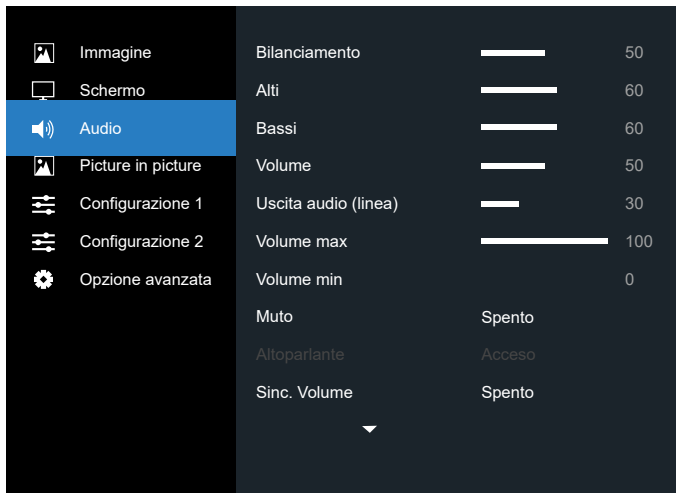 Immagine
Schermo
Audio
Picture in picture
Configurazione 1
Configurazione 2
Opzione avanzata
Bilanciamento 50
Alti 60
Bassi 60
Volume 50
Uscita audio (linea) 30
Volume max 100
Volume min 0
Muto Spento
Altoparlante Acceso
Sinc. Volume Spento